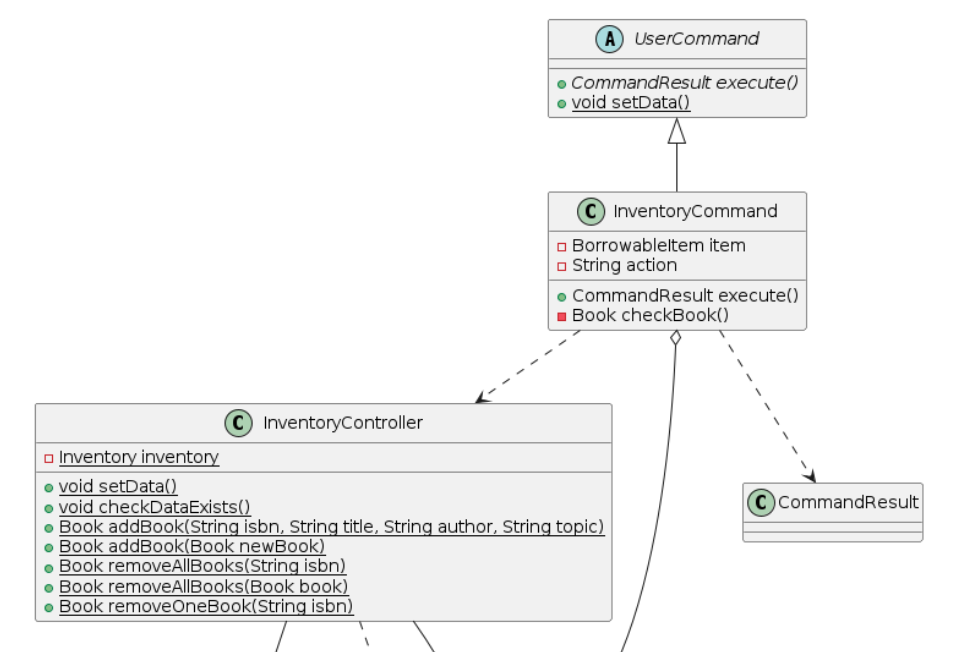 A UserCommand
CommandResult execute()
void setData()
C InventoryCommand
BorrowableItem item
String action
CommandResult execute()
Book checkBook()
C InventoryController
Inventory inventory
void setData()
void checkDataExists()
Book addBook(String isbn, String title, String author, String topic)
Book addBook(Book newBook)
Book removeAllBooks(String isbn)
Book removeAllBooks(Book book)
Book removeOneBook(String isbn)
C CommandResult